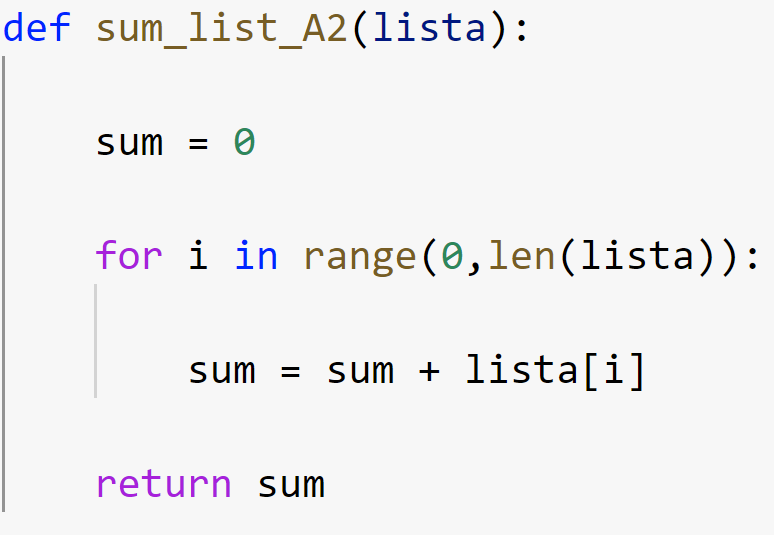 def sum_list_A2(lista):
    sum = 0
    for i in range(0,len(lista)):
        sum = sum + lista[i]
    return sum